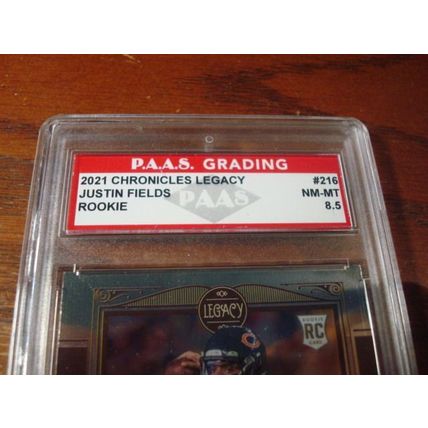 P.A.A.S. GRADING
2021 CHRONICLES LEGACY #216
JUSTIN FIELDS NM-MT
ROOKIE 8.5
PAAS
LEGACY
ROOKIE
RC
CARD